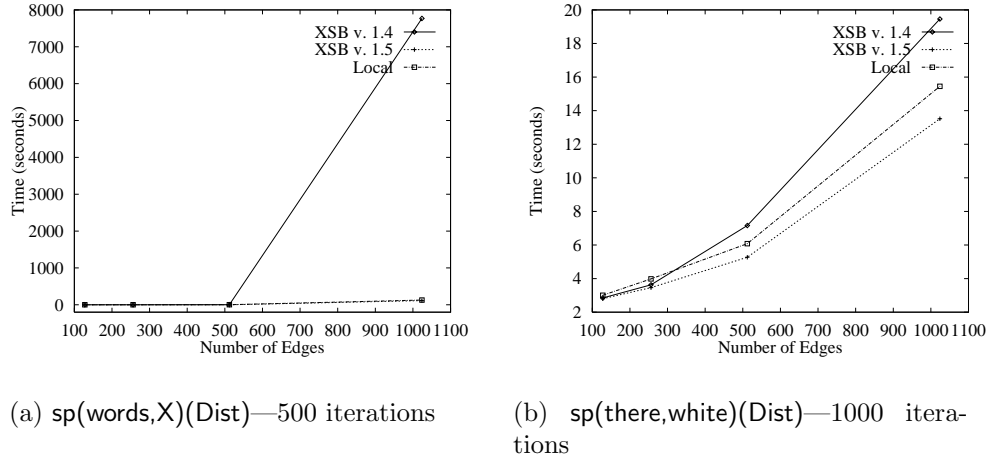 8000
7000
6000
5000
4000
3000
2000
1000
0
Time (seconds)
XSB v. 1.4
XSB v. 1.5
Local
100 200 300 400 500 600 700 800 900 1000 1100
Number of Edges
(a) sp(words,X)(Dist)—500 iterations
20
18
16
14
12
10
8
6
4
2
Time (seconds)
XSB v. 1.4
XSB v. 1.5
Local
100 200 300 400 500 600 700 800 900 1000 1100
Number of Edges
(b) sp(there,white)(Dist)—1000 itera-
tions